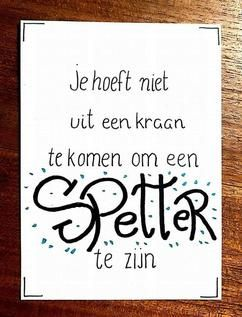 je hoeft niet
uit een kraan
te komen om een
SPETTER
te zijn